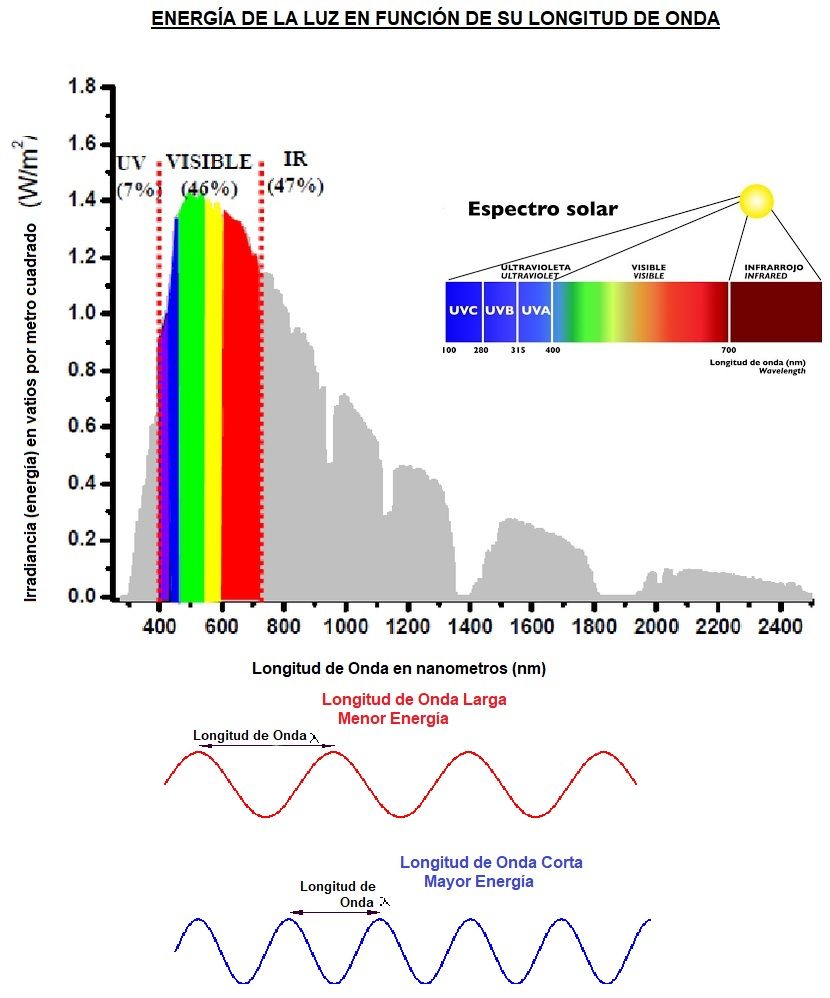 ENERGÍA DE LA LUZ EN FUNCIÓN DE SU LONGITUD DE ONDA
1.8
1.6
1.4
1.2
1.0
0.8
0.6
0.4
0.2
0.0
Irradiancia (energía) en vatios por metro cuadrado (W/m²)
UV
(7%)
VISIBLE
(46%)
IR
(47%)
Espectro solar
ULTRAVIOLETA
ULTRAVIOLET
VISIBLE
VISIBLE
INFRARROJO
INFRARED
UVC UVB UVA
100 280 315 400 700
Longitud de onda (nm)
Wavelength
400 600 800 1000 1200 1400 1600 1800 2000 2200 2400
Longitud de Onda en nanometros (nm)
Longitud de Onda Larga
Menor Energía
Longitud de Onda λ
Longitud de Onda Corta
Mayor Energía
Longitud de
Onda λ